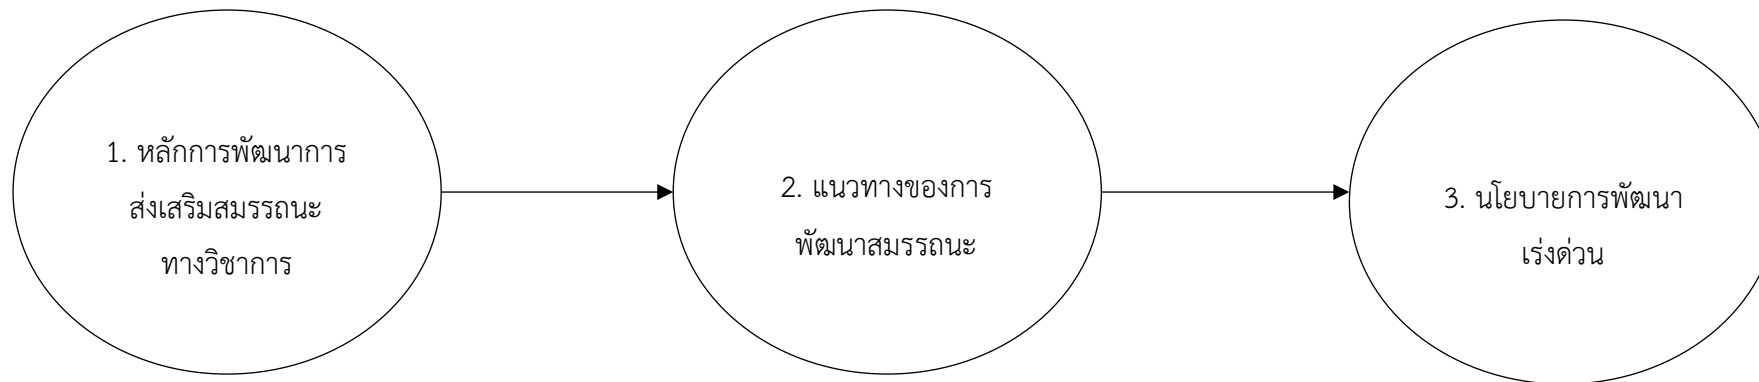 1. หลักการพัฒนาการ
ส่งเสริมสมรรถนะ
ทางวิชาการ
2. แนวทางของการ
พัฒนาสมรรถนะ
3. นโยบายการพัฒนา
เร่งด่วน